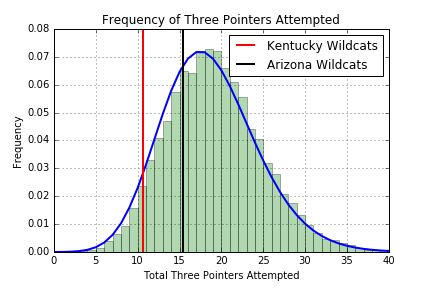 Frequency of Three Pointers Attempted
Kentucky Wildcats
Arizona Wildcats
Frequency
0.08
0.07
0.06
0.05
0.04
0.03
0.02
0.01
0.00
0 5 10 15 20 25 30 35 40
Total Three Pointers Attempted